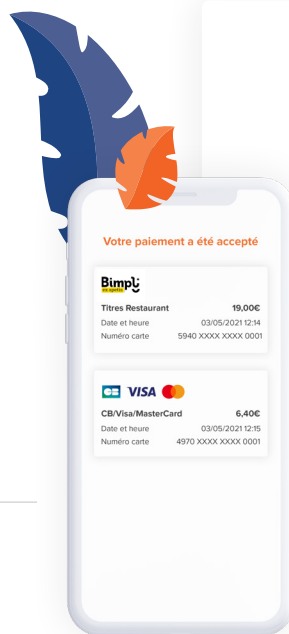 Votre paiement a été accepté
Bimpli
Titres Restaurant 19,00€
Date et heure 03/05/2021 12:14
Numéro carte 5940 XXXX XXXX 0001
CB VISA
CB/Visa/MasterCard 6,40€
Date et heure 03/05/2021 12:15
Numéro carte 4970 XXXX XXXX 0001